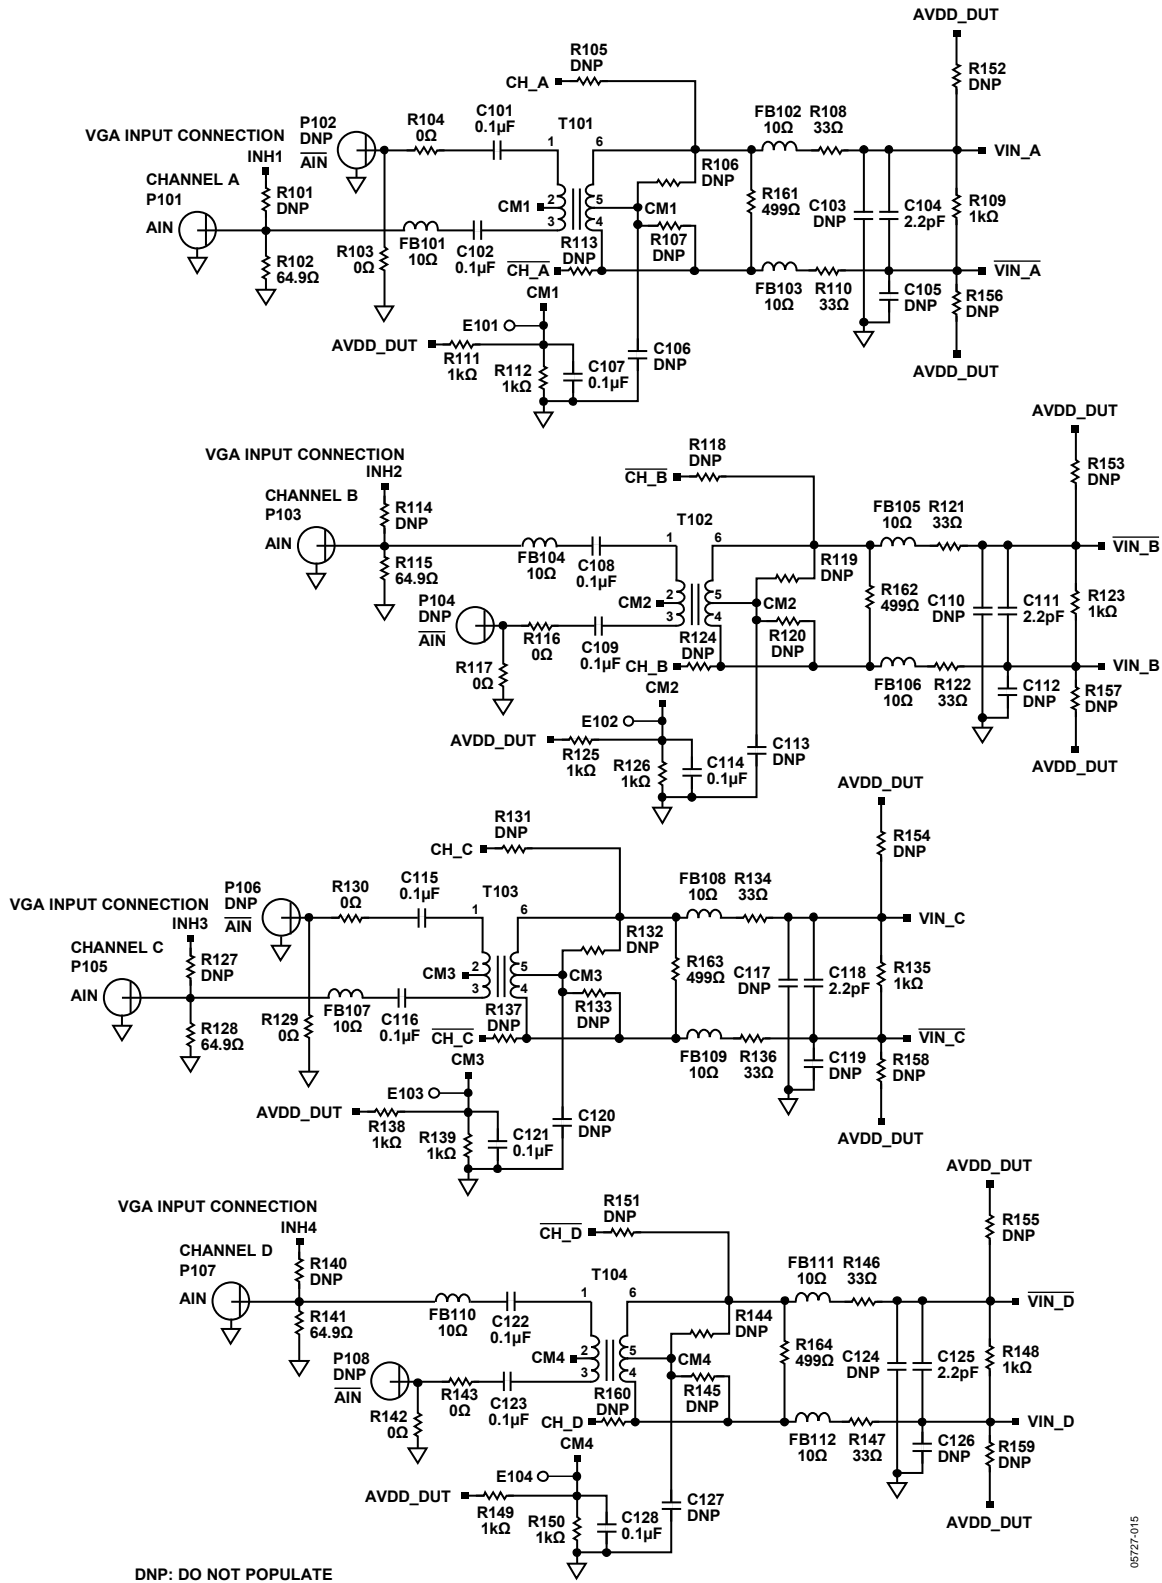 AVDD_DUT
R105
DNP
CH_A
R152
DNP
VGA INPUT CONNECTION
INH1
P102
DNP
AIN
R104
0Ω
C101
0.1µF
T101
1
2
3
6
5
4
FB102
10Ω
R108
33Ω
VIN_A
CHANNEL A
P101
AIN
R101
DNP
R102
64.9Ω
R103
0Ω
FB101
10Ω
C102
0.1µF
CM1
CM1
R106
DNP
R107
DNP
R113
DNP
CH_A
R161
499Ω
C103
DNP
C104
2.2pF
R109
1kΩ
FB103
10Ω
R110
33Ω
C105
DNP
VIN_A
R156
DNP
AVDD_DUT
CM1
E101
AVDD_DUT
R111
1kΩ
R112
1kΩ
C107
0.1µF
C106
DNP
AVDD_DUT
R118
DNP
CH_B
R153
DNP
VGA INPUT CONNECTION
INH2
CHANNEL B
P103
AIN
R114
DNP
R115
64.9Ω
FB104
10Ω
C108
0.1µF
T102
1
2
3
6
5
4
FB105
10Ω
R121
33Ω
VIN_B
P104
DNP
AIN
R116
0Ω
R117
0Ω
C109
0.1µF
CM2
CM2
R119
DNP
R120
DNP
R124
DNP
CH_B
R162
499Ω
C110
DNP
C111
2.2pF
R123
1kΩ
FB106
10Ω
R122
33Ω
C112
DNP
VIN_B
R157
DNP
AVDD_DUT
CM2
E102
AVDD_DUT
R125
1kΩ
R126
1kΩ
C114
0.1µF
C113
DNP
AVDD_DUT
R131
DNP
CH_C
R154
DNP
VGA INPUT CONNECTION
INH3
P106
DNP
AIN
R130
0Ω
C115
0.1µF
T103
1
2
3
6
5
4
FB108
10Ω
R134
33Ω
VIN_C
CHANNEL C
P105
AIN
R127
DNP
R128
64.9Ω
R129
0Ω
FB107
10Ω
C116
0.1µF
CM3
CM3
R132
DNP
R133
DNP
R137
DNP
CH_C
R163
499Ω
C117
DNP
C118
2.2pF
R135
1kΩ
FB109
10Ω
R136
33Ω
C119
DNP
VIN_C
R158
DNP
AVDD_DUT
CM3
E103
AVDD_DUT
R138
1kΩ
R139
1kΩ
C121
0.1µF
C120
DNP
AVDD_DUT
R151
DNP
CH_D
R155
DNP
VGA INPUT CONNECTION
INH4
CHANNEL D
P107
AIN
R140
DNP
R141
64.9Ω
FB110
10Ω
C122
0.1µF
T104
1
2
3
6
5
4
FB111
10Ω
R146
33Ω
VIN_D
P108
DNP
AIN
R143
0Ω
R142
0Ω
C123
0.1µF
CM4
CM4
R144
DNP
R145
DNP
R160
DNP
CH_D
R164
499Ω
C124
DNP
C125
2.2pF
R148
1kΩ
FB112
10Ω
R147
33Ω
C126
DNP
VIN_D
R159
DNP
AVDD_DUT
CM4
E104
AVDD_DUT
R149
1kΩ
R150
1kΩ
C128
0.1µF
C127
DNP
DNP: DO NOT POPULATE
05727-015